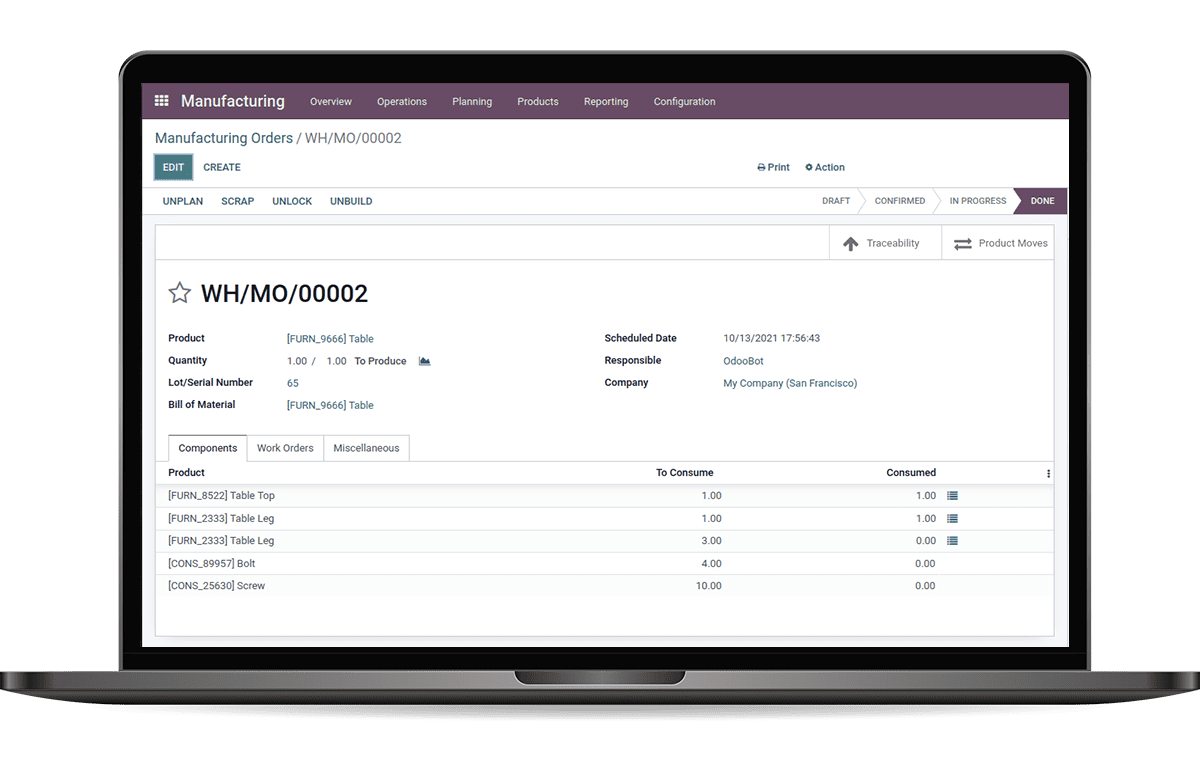 Manufacturing Overview Operations Planning Products Reporting Configuration
Manufacturing Orders / WH/MO/00002
EDIT CREATE Print Action
UNPLAN SCRAP UNLOCK UNBUILD DRAFT CONFIRMED IN PROGRESS DONE
Traceability Product Moves
WH/MO/00002
Product [FURN_9666] Table Scheduled Date 10/13/2021 17:56:43
Quantity 1.00 / 1.00 To Produce Responsible OdooBot
Lot/Serial Number 65 Company My Company (San Francisco)
Bill of Material [FURN_9666] Table
Components Work Orders Miscellaneous
Product To Consume Consumed
[FURN_8522] Table Top 1.00 1.00
[FURN_2333] Table Leg 1.00 1.00
[FURN_2333] Table Leg 3.00 0.00
[CONS_89957] Bolt 4.00 0.00
[CONS_25630] Screw 10.00 0.00